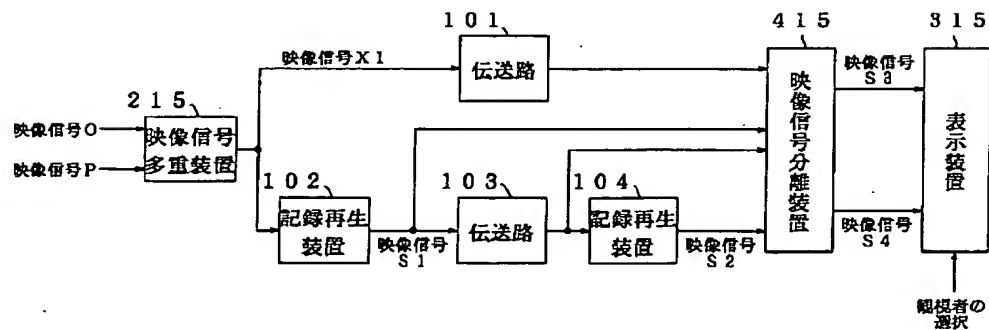 101
415
315
映像信号X1
伝送路
映像信号
S3
215
映像信号O
映像信号P
映像信号
多重装置
映像信号分離装置
表示装置
102
103
104
記録再生
装置
伝送路
記録再生
装置
映像信号
S1
映像信号
S2
映像信号
S4
観視者の
選択